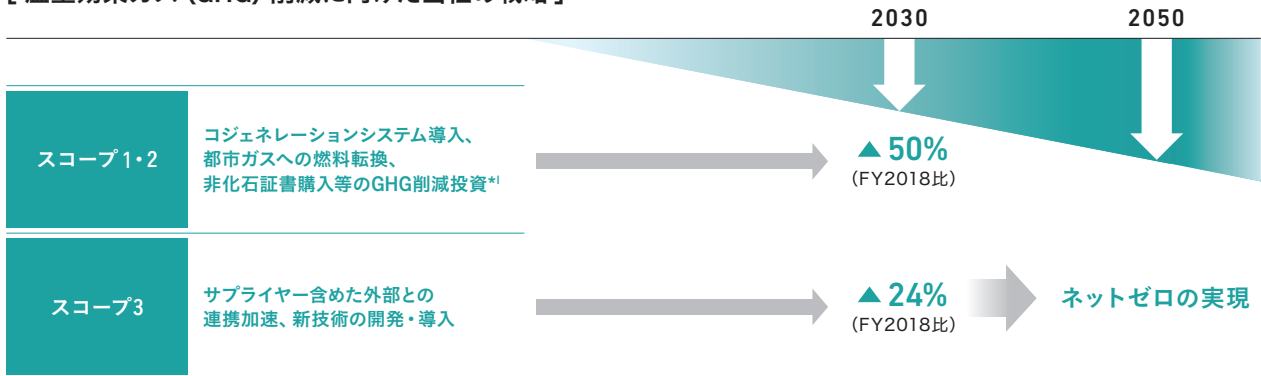 2030 2050
スコープ1・2
コジェネレーションシステム導入、
都市ガスへの燃料転換、
非化石証書購入等のGHG削減投資*1
▲50%
(FY2018比)
スコープ3
サプライヤー含めた外部との
連携加速、新技術の開発・導入
▲24%
(FY2018比)
ネットゼロの実現